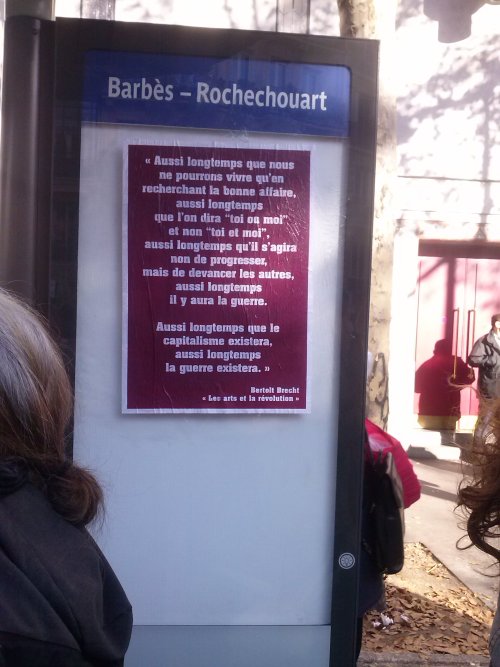 Barbès – Rochechouart
« Aussi longtemps que nous
ne pourrons vivre qu'en
recherchant la bonne affaire,
aussi longtemps
que l'on dira "toi ou moi"
et non "toi et moi",
aussi longtemps qu'il s'agira
non de progresser,
mais de devancer les autres,
aussi longtemps
il y aura la guerre.
Aussi longtemps que le
capitalisme existera,
aussi longtemps
la guerre existera. »
Bertolt Brecht
« Les arts et la révolution »